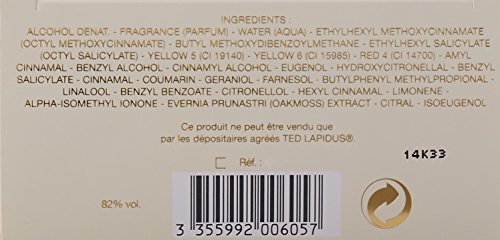 INGREDIENTS :
ALCOHOL DENAT. - FRAGRANCE (PARFUM) - WATER (AQUA) - ETHYLHEXYL METHOXYCINNAMATE
(OCTYL METHOXYCINNAMATE) - BUTYL METHOXYDIBENZOYLMETHANE - ETHYLHEXYL SALICYLATE
(OCTYL SALICYLATE) - YELLOW 5 (CI 19140) - YELLOW 6 (CI 15985) - RED 4 (CI 14700) - AMYL
CINNAMAL - BENZYL ALCOHOL - CINNAMYL ALCOHOL - EUGENOL - HYDROXYCITRONELLAL - BENZYL
SALICYLATE - CINNAMAL - COUMARIN - GERANIOL - FARNESOL - BUTYLPHENYL METHYLPROPIONAL -
LINALOOL - BENZYL BENZOATE - CITRONELLOL - HEXYL CINNAMAL - LIMONENE -
ALPHA-ISOMETHYL IONONE - EVERNIA PRUNASTRI (OAKMOSS) EXTRACT - CITRAL - ISOEUGENOL
Ce produit ne peut être vendu que
par les dépositaires agréés TED LAPIDUS®.
14K33
Réf. :
82% vol.
3 355992 006057